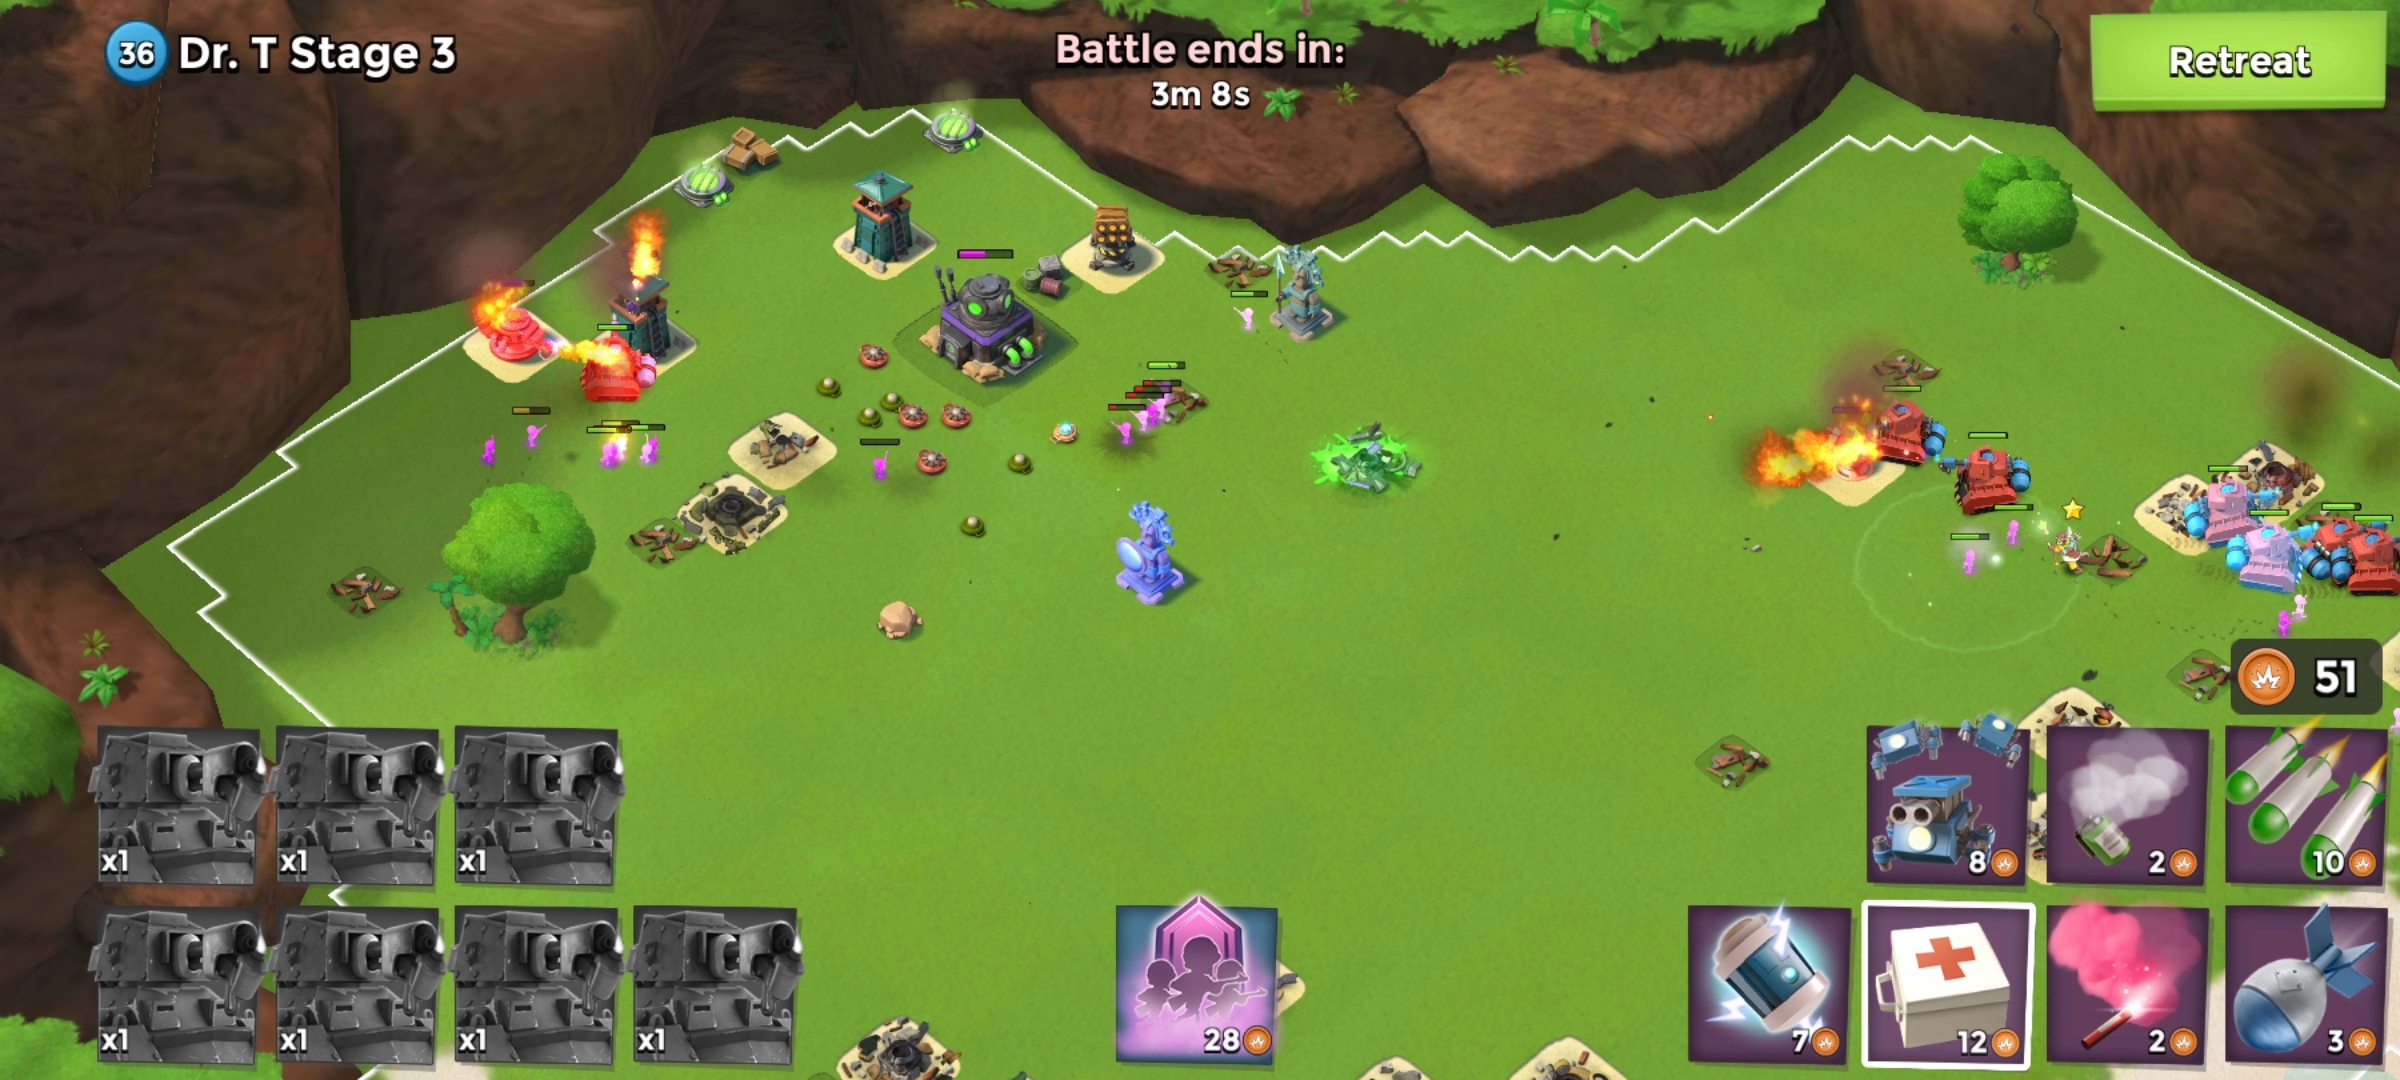 36 Dr. T Stage 3
Battle ends in:
3m 8s
Retreat
51
x1 x1 x1
8 2 10
x1 x1 x1 x1
28
7 12 2 3